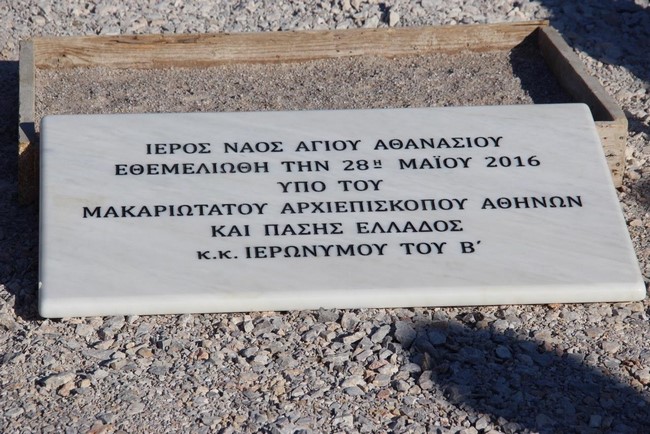 ΙΕΡΟΣ ΝΑΟΣ ΑΓΙΟΥ ΑΘΑΝΑΣΙΟΥ
ΕΘΕΜΕΛΙΩΘΗ ΤΗΝ 28η ΜΑΪΟΥ 2016
ΥΠΟ ΤΟΥ
ΜΑΚΑΡΙΩΤΑΤΟΥ ΑΡΧΙΕΠΙΣΚΟΠΟΥ ΑΘΗΝΩΝ
ΚΑΙ ΠΑΣΗΣ ΕΛΛΑΔΟΣ
κ.κ. ΙΕΡΩΝΥΜΟΥ ΤΟΥ Β΄